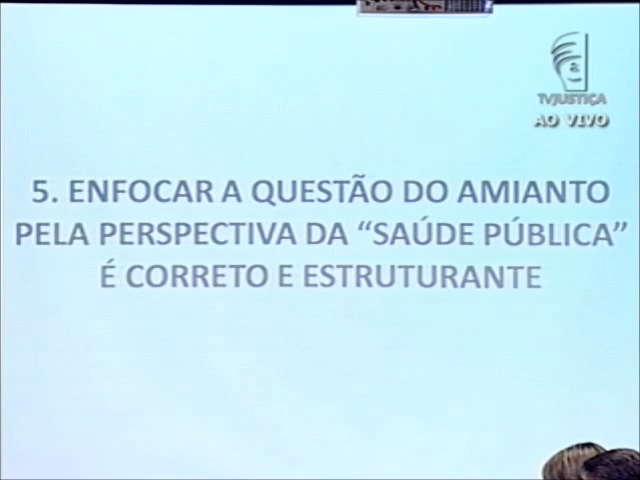 TVJUSTIÇA
AO VIVO
5. ENFOCAR A QUESTÃO DO AMIANTO
PELA PERSPECTIVA DA “SAÚDE PÚBLICA”
É CORRETO E ESTRUTURANTE